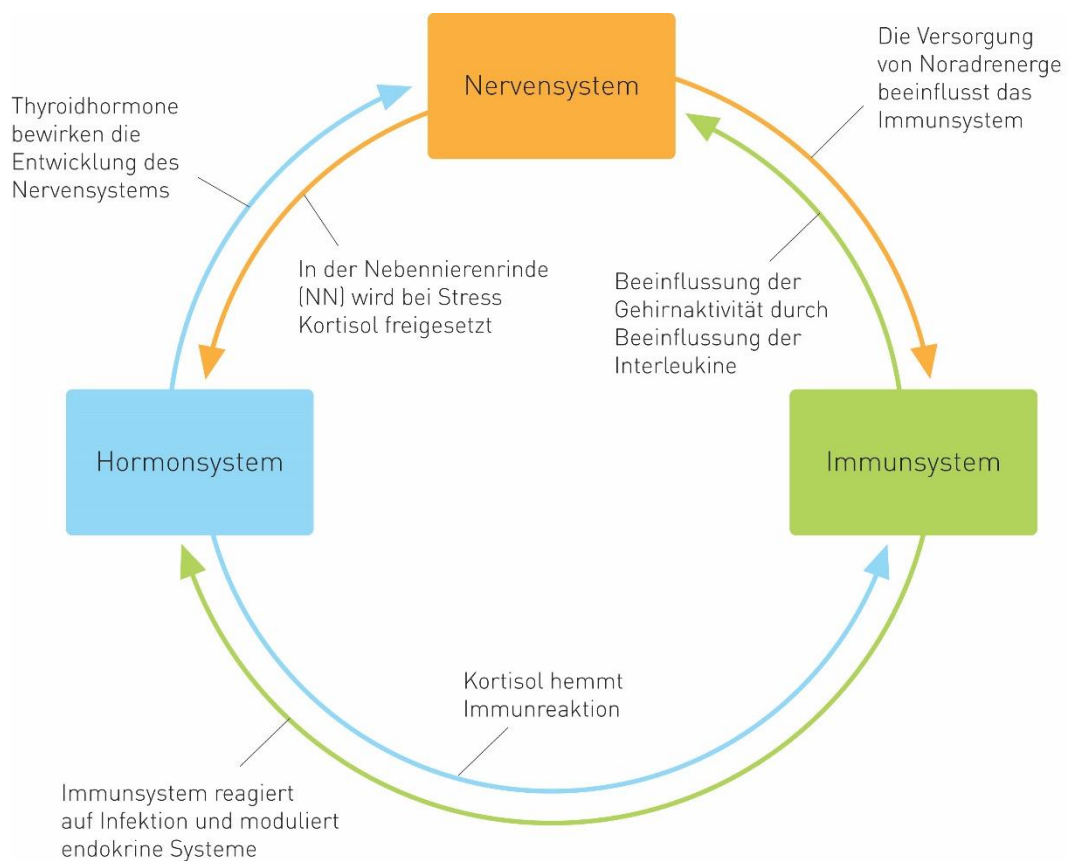 Nervensystem
Die Versorgung
von Noradrenerge
beeinflusst das
Immunsystem
Thyroidhormone
bewirken die
Entwicklung des
Nervensystems
In der Nebennierenrinde
(NN) wird bei Stress
Kortisol freigesetzt
Beeinflussung der
Gehirnaktivität durch
Beeinflussung der
Interleukine
Hormonsystem
Immunsystem
Kortisol hemmt
Immunreaktion
Immunsystem reagiert
auf Infektion und moduliert
endokrine Systeme